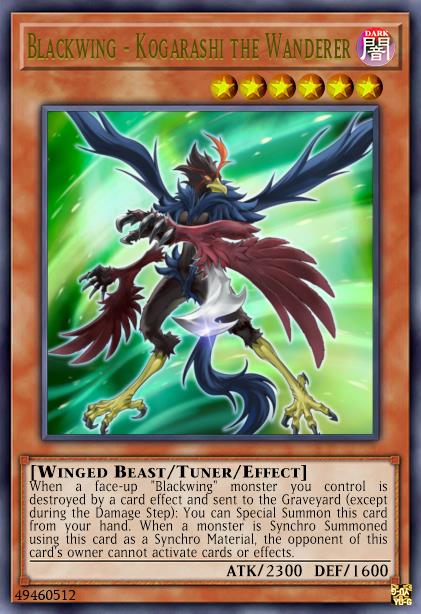 BLACKWING - KOGARASHI THE WANDERER
DARK
闇
[WINGED BEAST/TUNER/EFFECT]
When a face-up "Blackwing" monster you control is
destroyed by a card effect and sent to the Graveyard (except
during the Damage Step): You can Special Summon this card
from your hand. When a monster is Synchro Summoned
using this card as a Synchro Material, the opponent of this
card's owner cannot activate cards or effects.
ATK/2300 DEF/1600
49460512